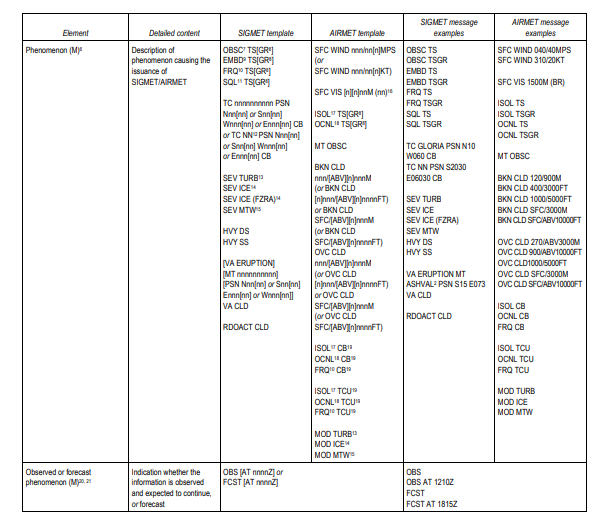 Element
Detailed content
SIGMET template
AIRMET template
SIGMET message
examples
AIRMET message
examples
Phenomenon (M)⁸
Description of
phenomenon causing the
issuance of
SIGMET/AIRMET
OBSC⁷ TS[GR⁸]
EMBD⁹ TS[GR⁸]
FRQ¹⁰ TS[GR⁸]
SQL¹¹ TS[GR⁸]
TC nnnnnnnnnn PSN
Nnn[nn] or Snn[nn]
Wnnn[nn] or Ennn[nn] CB
or TC NN¹² PSN Nnn[nn]
or Snn[nn] Wnnn[nn]
or Ennn[nn] CB
SEV TURB¹³
SEV ICE¹⁴
SEV ICE (FZRA)¹⁴
SEV MTW¹⁵
HVY DS
HVY SS
[VA ERUPTION]
[MT nnnnnnnnnn]
[PSN Nnn[nn] or Snn[nn]
Ennn[nn] or Wnnn[nn]]
VA CLD
RDOACT CLD
SFC WIND nnn/nn[n]MPS
(or
SFC WIND nnn/nn[n]KT)
SFC VIS [n][n]nnM (nn)¹⁶
ISOL¹⁷ TS[GR⁸]
OCNL¹⁸ TS[GR⁸]
MT OBSC
BKN CLD
nnn/[ABV][n]nnnM
(or BKN CLD
[n]nnn/[ABV][n]nnnnFT)
or BKN CLD
SFC/[ABV][n]nnnM
(or BKN CLD
SFC/[ABV][n]nnnnFT)
OVC CLD
nnn/[ABV][n]nnnM
(or OVC CLD
[n]nnn/[ABV][n]nnnnFT)
or OVC CLD
SFC/[ABV][n]nnnM
(or OVC CLD
SFC/[ABV][n]nnnnFT)
ISOL¹⁷ CB¹⁹
OCNL¹⁸ CB¹⁹
FRQ¹⁰ CB¹⁹
ISOL¹⁷ TCU¹⁹
OCNL¹⁸ TCU¹⁹
FRQ¹⁰ TCU¹⁹
MOD TURB¹³
MOD ICE¹⁴
MOD MTW¹⁵
OBSC TS
OBSC TSGR
EMBD TS
EMBD TSGR
FRQ TS
FRQ TSGR
SQL TS
SQL TSGR
TC GLORIA PSN N10
W060 CB
TC NN PSN S2030
E06030 CB
SEV TURB
SEV ICE
SEV ICE (FZRA)
SEV MTW
HVY DS
HVY SS
VA ERUPTION MT
ASHVAL² PSN S15 E073
VA CLD
RDOACT CLD
SFC WIND 040/40MPS
SFC WIND 310/20KT
SFC VIS 1500M (BR)
ISOL TS
ISOL TSGR
OCNL TS
OCNL TSGR
MT OBSC
BKN CLD 120/900M
BKN CLD 400/3000FT
BKN CLD 1000/5000FT
BKN CLD SFC/3000M
BKN CLD SFC/ABV10000FT
OVC CLD 270/ABV3000M
OVC CLD 900/ABV10000FT
OVC CLD1000/5000FT
OVC CLD SFC/3000M
OVC CLD SFC/ABV10000FT
ISOL CB
OCNL CB
FRQ CB
ISOL TCU
OCNL TCU
FRQ TCU
MOD TURB
MOD ICE
MOD MTW
Observed or forecast
phenomenon (M)²⁰, ²¹
Indication whether the
information is observed
and expected to continue,
or forecast
OBS [AT nnnnZ] or
FCST [AT nnnnZ]
OBS
OBS AT 1210Z
FCST
FCST AT 1815Z